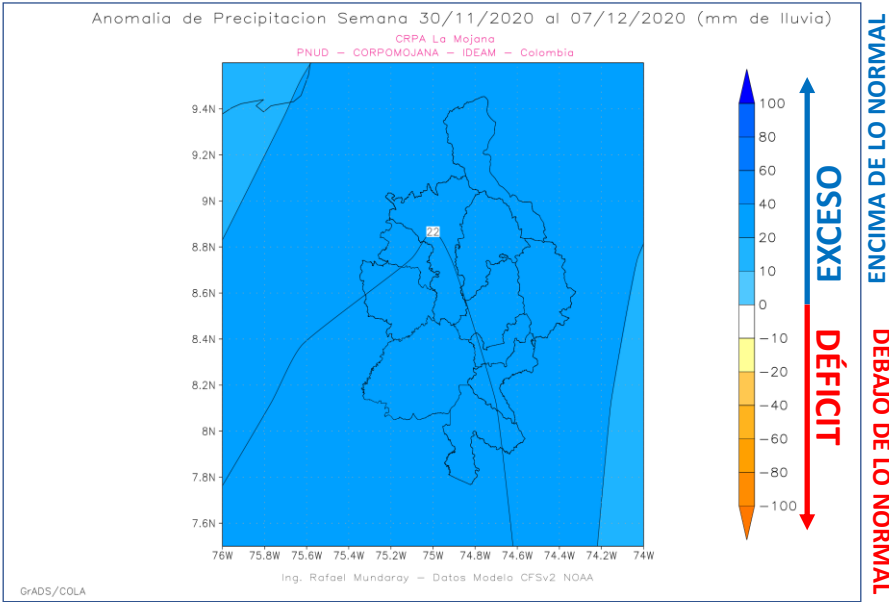 Anomalia de Precipitacion Semana 30/11/2020 al 07/12/2020 (mm de lluvia)
CRPA La Mojana
PNUD – CORPOMOJANA – IDEAM – Colombia
9.4N
9.2N
9N
8.8N
8.6N
8.4N
8.2N
8N
7.8N
7.6N
22
76W 75.8W 75.6W 75.4W 75.2W 75W 74.8W 74.6W 74.4W 74.2W 74W
100
80
60
40
20
10
0
−10
−20
−40
−60
−80
−100
EXCESO
DÉFICIT
ENCIMA DE LO NORMAL
DEBAJO DE LO NORMAL
Ing. Rafael Mundaray – Datos Modelo CFSv2 NOAA
GrADS/COLA